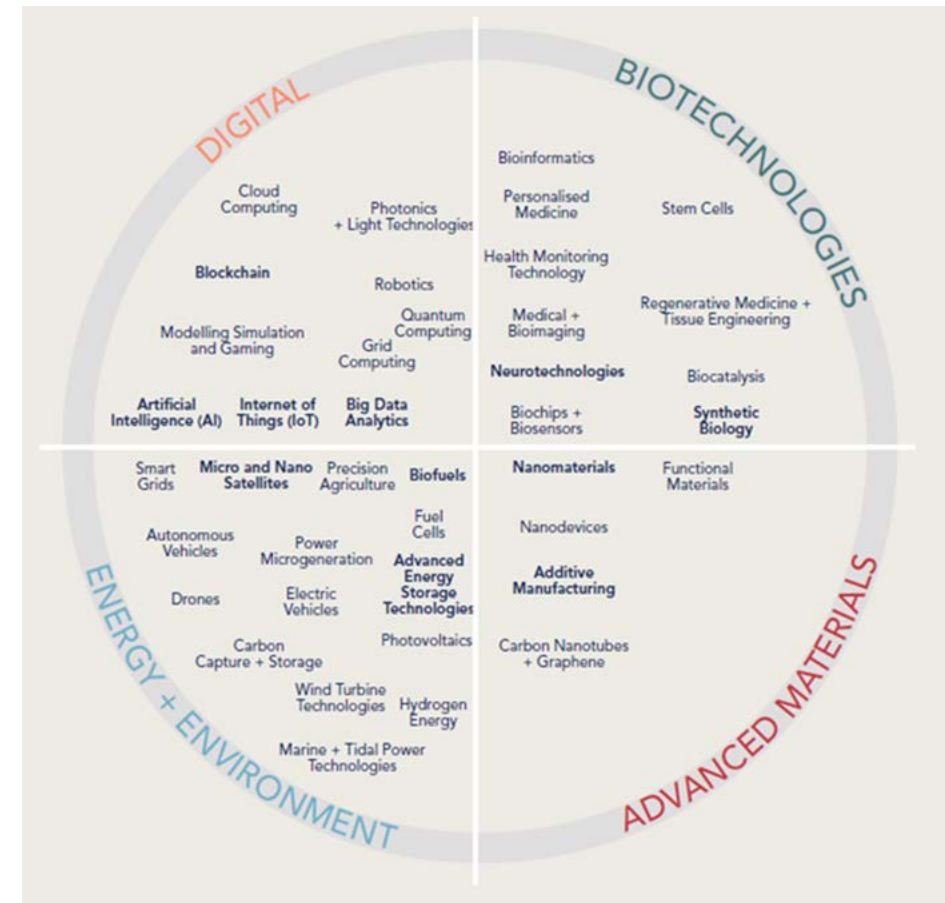 DIGITAL
Cloud
Computing
Photonics
+ Light Technologies
Blockchain
Robotics
Quantum
Computing
Modelling Simulation
and Gaming
Grid
Computing
Artificial
Intelligence (AI)
Internet of
Things (IoT)
Big Data
Analytics
BIOTECHNOLOGIES
Bioinformatics
Personalised
Medicine
Stem Cells
Health Monitoring
Technology
Regenerative Medicine +
Tissue Engineering
Medical +
Bioimaging
Neurotechnologies
Biocatalysis
Biochips +
Biosensors
Synthetic
Biology
ENERGY + ENVIRONMENT
Smart
Grids
Micro and Nano
Satellites
Precision
Agriculture
Biofuels
Fuel
Cells
Autonomous
Vehicles
Power
Microgeneration
Advanced
Energy
Storage
Technologies
Drones
Electric
Vehicles
Photovoltaics
Carbon
Capture + Storage
Wind Turbine
Technologies
Hydrogen
Energy
Marine + Tidal Power
Technologies
ADVANCED MATERIALS
Nanomaterials
Functional
Materials
Nanodevices
Additive
Manufacturing
Carbon Nanotubes
+ Graphene